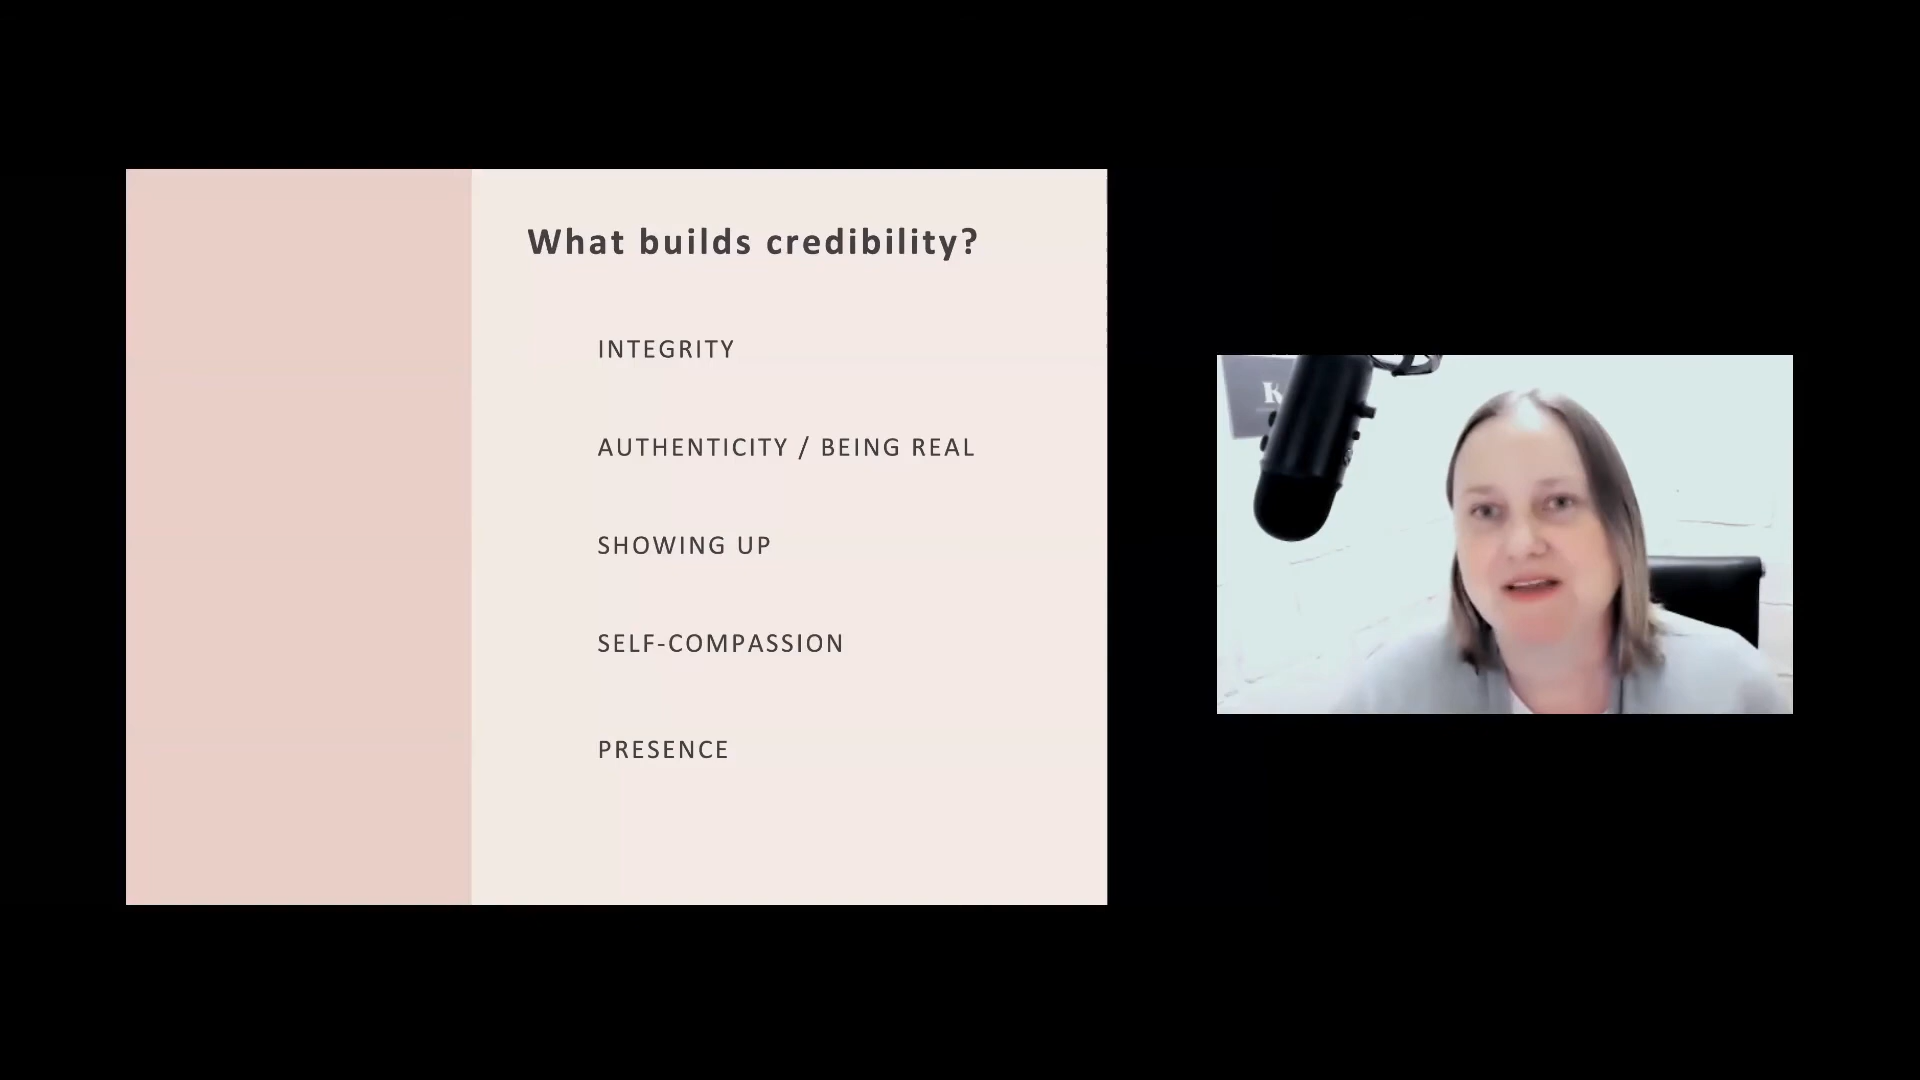 What builds credibility?
INTEGRITY
AUTHENTICITY / BEING REAL
SHOWING UP
SELF-COMPASSION
PRESENCE
K